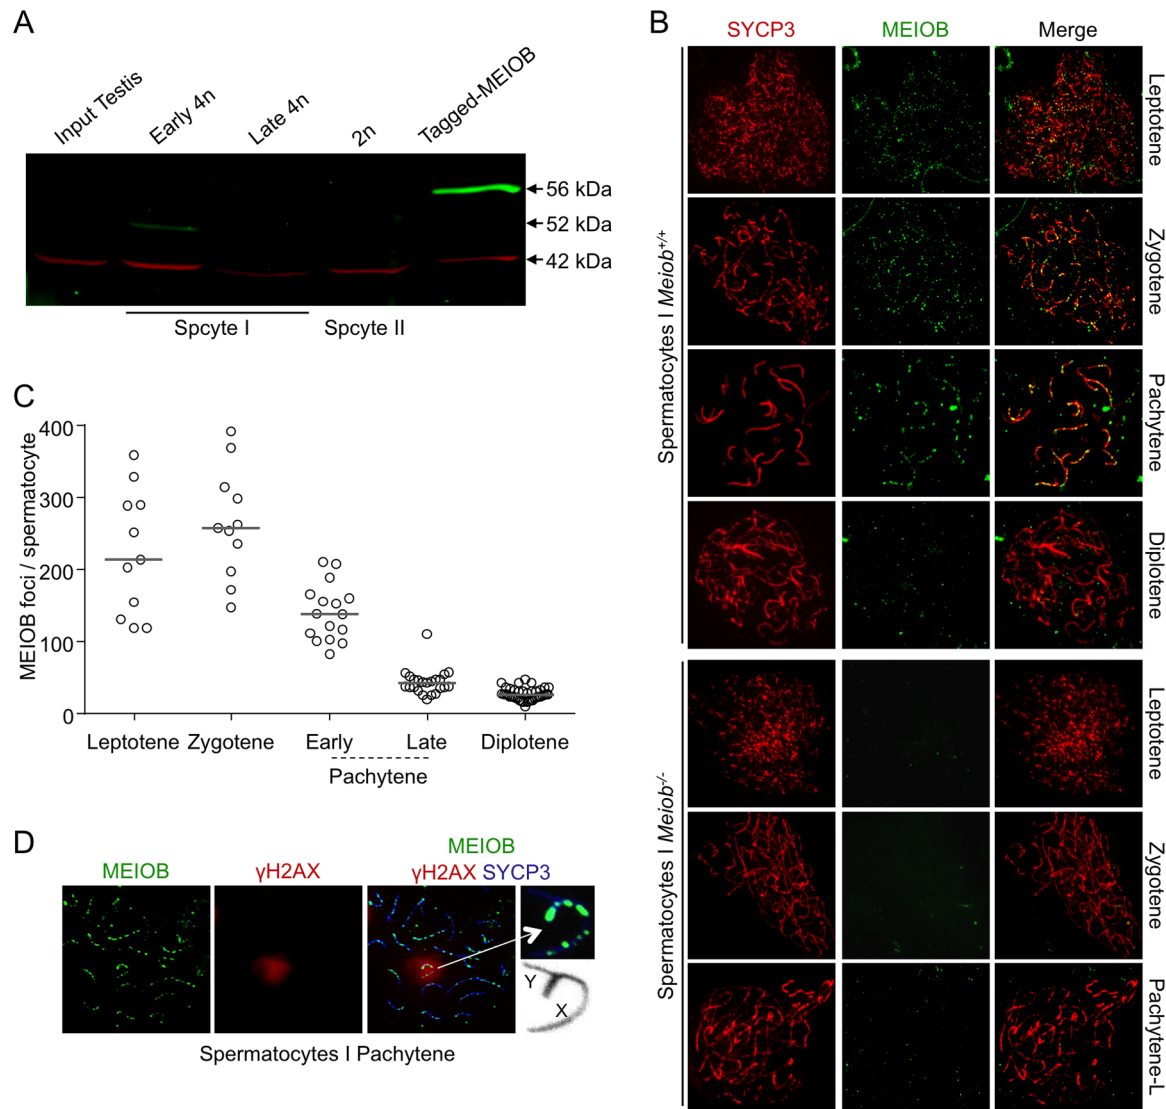 A
Input Testis
Early 4n
Late 4n
2n
Tagged-MEIOB
56 kDa
52 kDa
42 kDa
Spcyte I
Spcyte II
B
SYCP3
MEIOB
Merge
Spermatocytes I Meiob+/+
Leptotene
Zygotene
Pachytene
Diplotene
Spermatocytes I Meiob-/-
Leptotene
Zygotene
Pachytene-L
C
MEIOB foci / spermatocyte
400
300
200
100
0
Leptotene Zygotene Early Late Diplotene
Pachytene
D
MEIOB
γH2AX
MEIOB
γH2AX SYCP3
Y
X
Spermatocytes I Pachytene